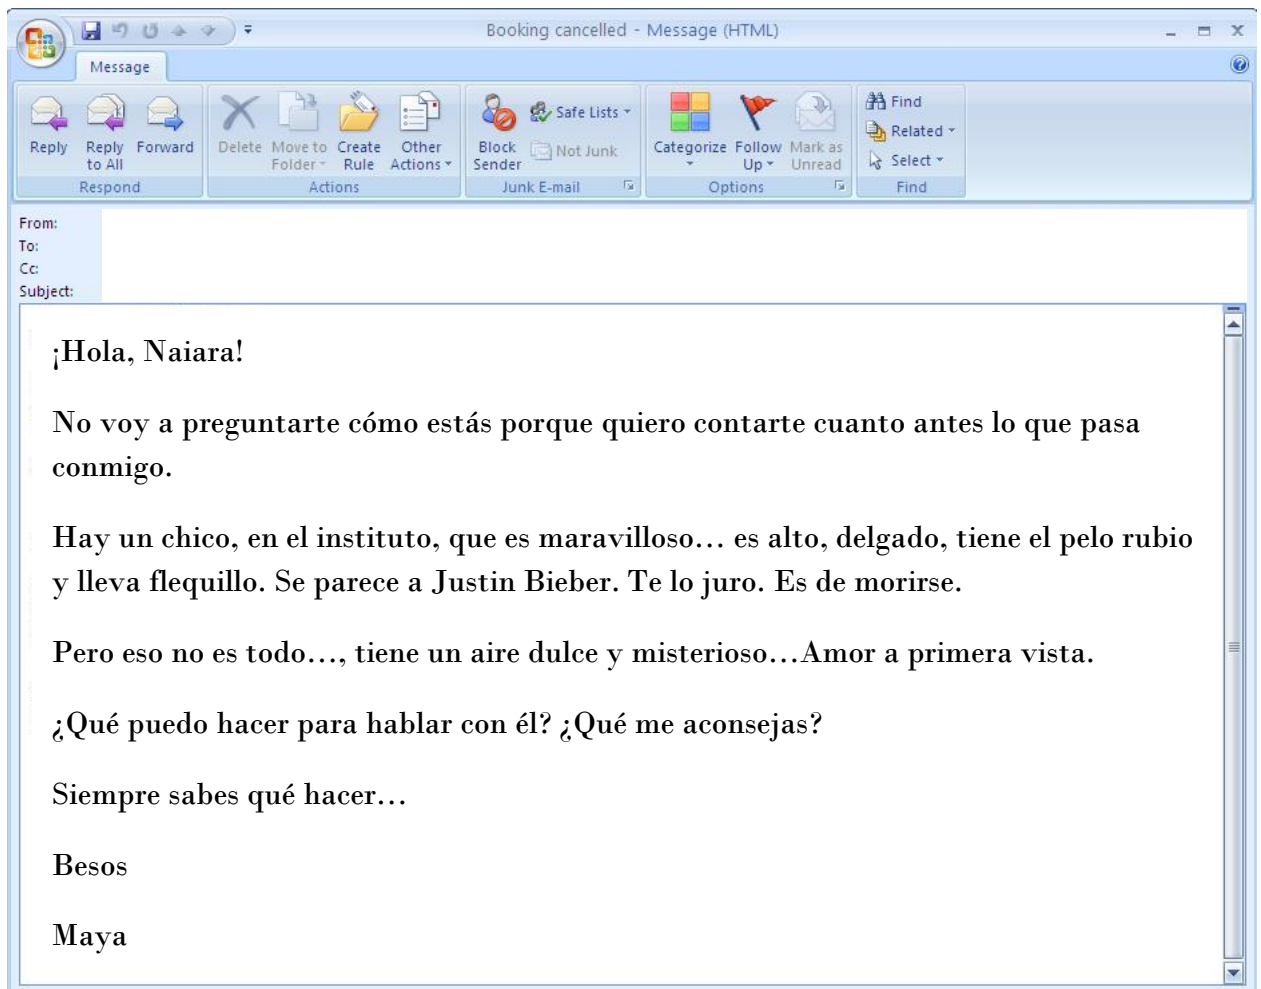 Booking cancelled - Message (HTML)
Message
Reply
Reply to All
Forward
Respond
Delete
Move to Folder
Create Rule
Other Actions
Actions
Block Sender
Safe Lists
Not Junk
Junk E-mail
Categorize
Follow Up
Mark as Unread
Options
Find
Related
Select
Find
From:
To:
Cc:
Subject:
¡Hola, Naiara!
No voy a preguntarte cómo estás porque quiero contarte cuanto antes lo que pasa
conmigo.
Hay un chico, en el instituto, que es maravilloso… es alto, delgado, tiene el pelo rubio
y lleva flequillo. Se parece a Justin Bieber. Te lo juro. Es de morirse.
Pero eso no es todo…, tiene un aire dulce y misterioso…Amor a primera vista.
¿Qué puedo hacer para hablar con él? ¿Qué me aconsejas?
Siempre sabes qué hacer…
Besos
Maya